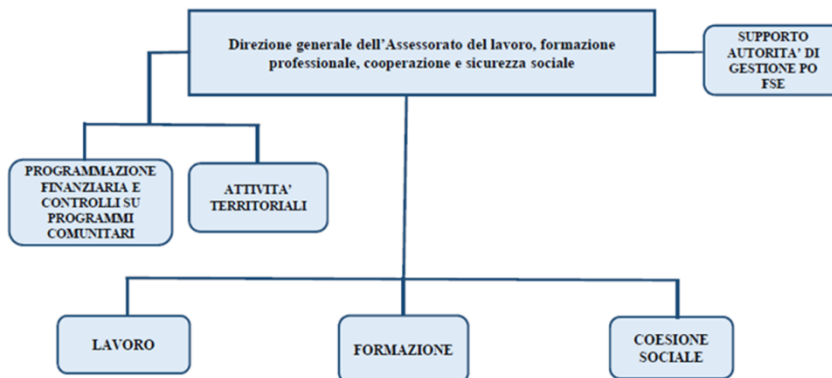 Direzione generale dell’Assessorato del lavoro, formazione
professionale, cooperazione e sicurezza sociale
SUPPORTO
AUTORITA’ DI
GESTIONE PO
FSE
PROGRAMMAZIONE
FINANZIARIA E
CONTROLLI SU
PROGRAMMI
COMUNITARI
ATTIVITA’
TERRITORIALI
LAVORO
FORMAZIONE
COESIONE
SOCIALE